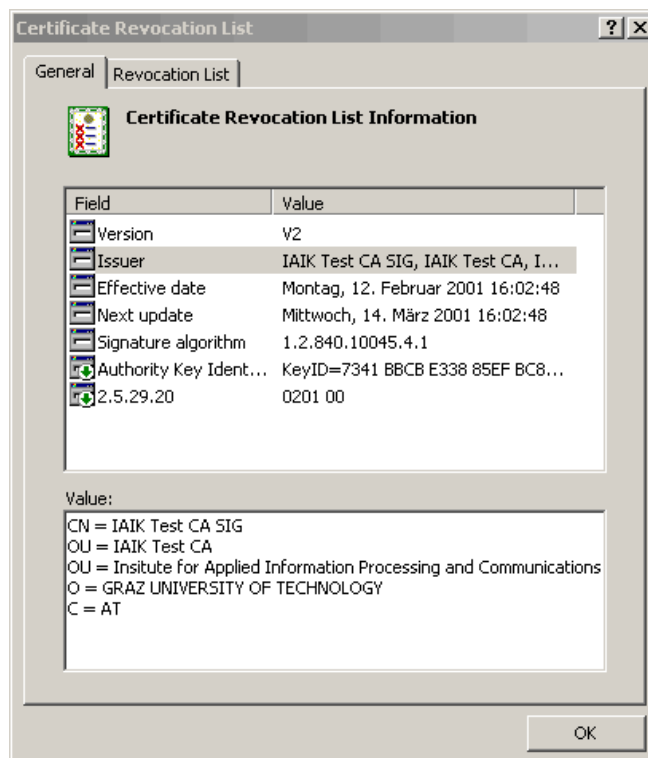 Certificate Revocation List
General Revocation List
Certificate Revocation List Information
Field Value
Version V2
Issuer IAIK Test CA SIG, IAIK Test CA, I...
Effective date Montag, 12. Februar 2001 16:02:48
Next update Mittwoch, 14. März 2001 16:02:48
Signature algorithm 1.2.840.10045.4.1
Authority Key Ident... KeyID=7341 BBCB E338 85EF BC8...
2.5.29.20 0201 00
Value:
CN = IAIK Test CA SIG
OU = IAIK Test CA
OU = Insitute for Applied Information Processing and Communications
O = GRAZ UNIVERSITY OF TECHNOLOGY
C = AT
OK